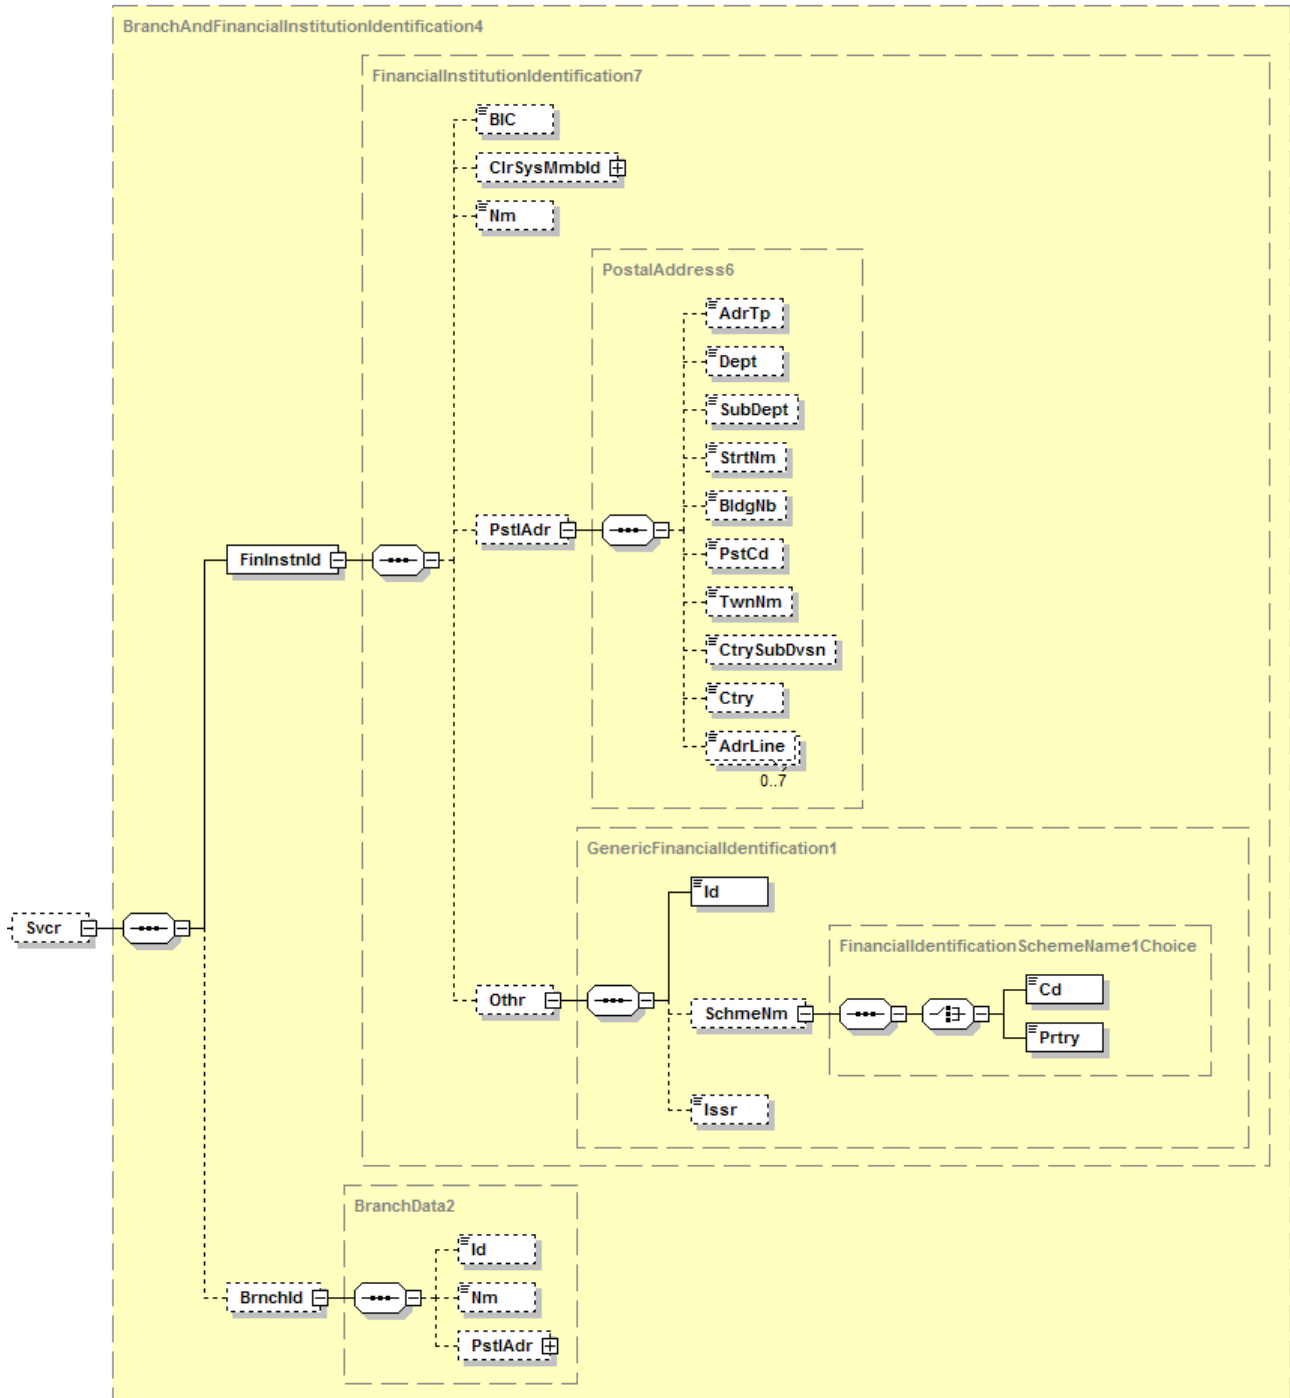 BranchAndFinancialInstitutionIdentification4
FinancialInstitutionIdentification7
BIC
ClrSysMmbId
Nm
PostalAddress6
AdrTp
Dept
SubDept
StrtNm
BldgNb
PstlAdr
PstCd
FinInstnId
TwnNm
CtrySubDvsn
Ctry
AdrLine
0..7
GenericFinancialIdentification1
Id
Svcr
FinancialIdentificationSchemeName1Choice
Cd
Othr
SchmeNm
Prtry
Issr
BranchData2
Id
BrnchId
Nm
PstlAdr